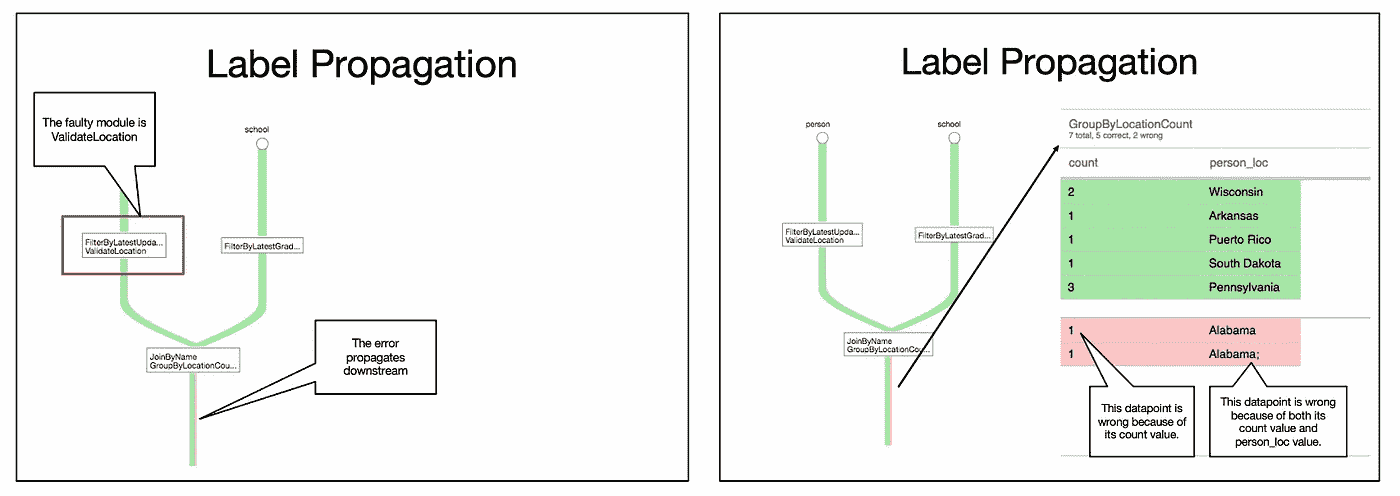 Label Propagation
The faulty module is
ValidateLocation
school
FilterByLatestUpda...
ValidateLocation
FilterByLatestGrad...
JoinByName
GroupByLocationCou...
The error
propagates
downstream
Label Propagation
person
school
FilterByLatestUpda...
ValidateLocation
FilterByLatestGrad...
JoinByName
GroupByLocationCou...
GroupByLocationCount
7 total, 5 correct, 2 wrong
count person_loc
2 Wisconsin
1 Arkansas
1 Puerto Rico
1 South Dakota
3 Pennsylvania
1 Alabama
1 Alabama;
This datapoint is
wrong because of
its count value.
This datapoint is wrong
because of both its
count value and
person_loc value.